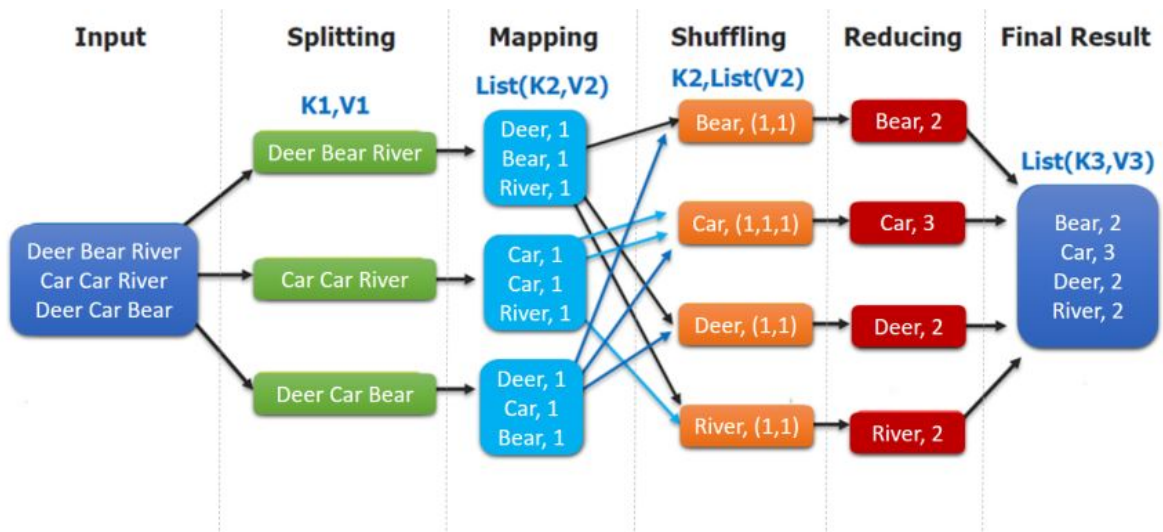 Input
Splitting
Mapping
Shuffling
Reducing
Final Result
K1,V1
List(K2,V2)
K2,List(V2)
List(K3,V3)
Deer Bear River
Car Car River
Deer Car Bear
Deer Bear River
Car Car River
Deer Car Bear
Deer, 1
Bear, 1
River, 1
Car, 1
Car, 1
River, 1
Deer, 1
Car, 1
Bear, 1
Bear, (1,1)
Car, (1,1,1)
Deer, (1,1)
River, (1,1)
Bear, 2
Car, 3
Deer, 2
River, 2
Bear, 2
Car, 3
Deer, 2
River, 2